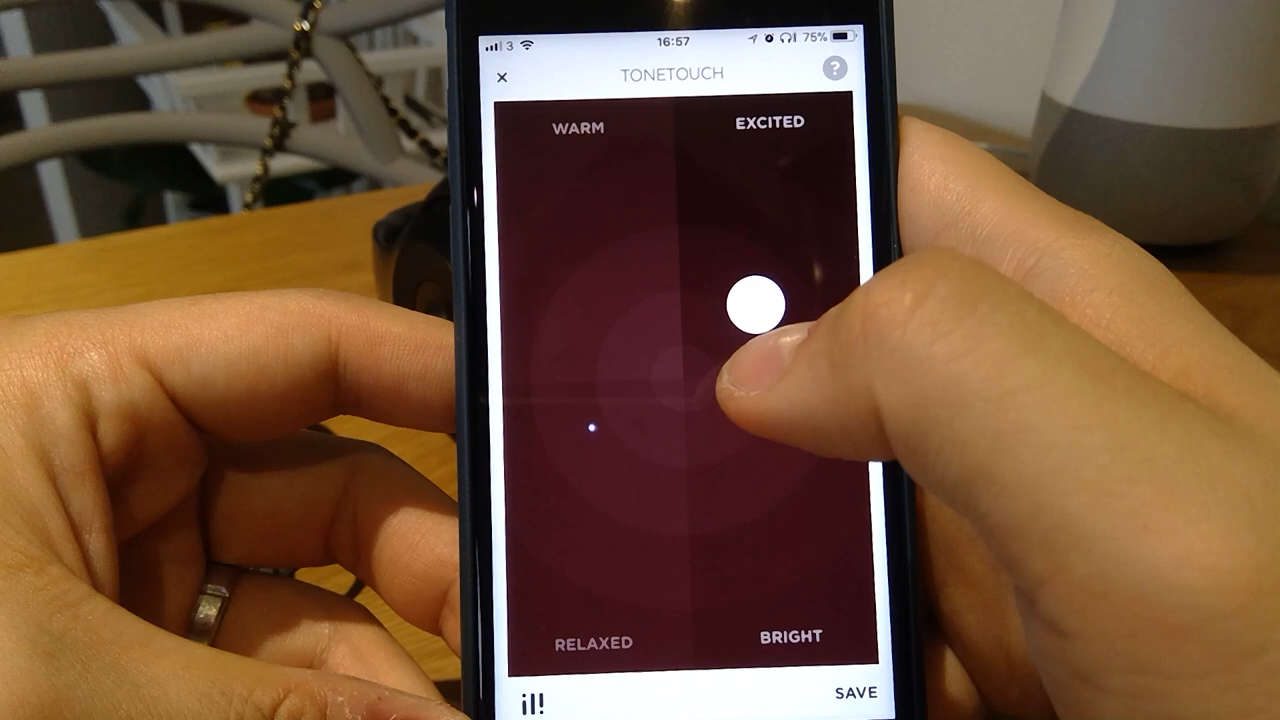 3 16:57 75%
× TONETOUCH ?
WARM EXCITED
RELAXED BRIGHT
SAVE